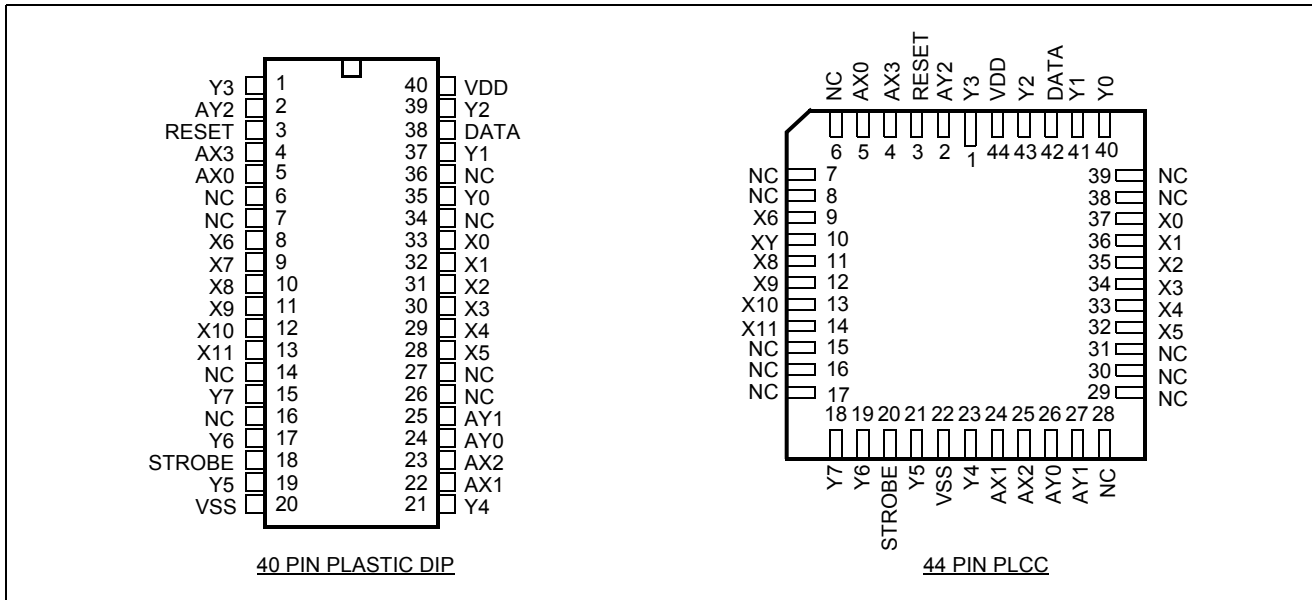 Y3 1 40 VDD
AY2 2 39 Y2
RESET 3 38 DATA
AX3 4 37 Y1
AX0 5 36 NC
NC 6 35 Y0
NC 7 34 NC
X6 8 33 X0
X7 9 32 X1
X8 10 31 X2
X9 11 30 X3
X10 12 29 X4
X11 13 28 X5
NC 14 27 NC
Y7 15 26 NC
NC 16 25 AY1
Y6 17 24 AY0
STROBE 18 23 AX2
Y5 19 22 AX1
VSS 20 21 Y4
40 PIN PLASTIC DIP
NC AX0 AX3 RESET AY2 Y3 VDD Y2 DATA Y1 Y0
6 5 4 3 2 1 44 43 42 41 40
NC 7 39 NC
NC 8 38 NC
X6 9 37 X0
XY 10 36 X1
X8 11 35 X2
X9 12 34 X3
X10 13 33 X4
X11 14 32 X5
NC 15 31 NC
NC 16 30 NC
NC 17 29 NC
18 19 20 21 22 23 24 25 26 27 28
Y7 Y6 STROBE Y5 VSS Y4 AX1 AX2 AY0 AY1 NC
44 PIN PLCC